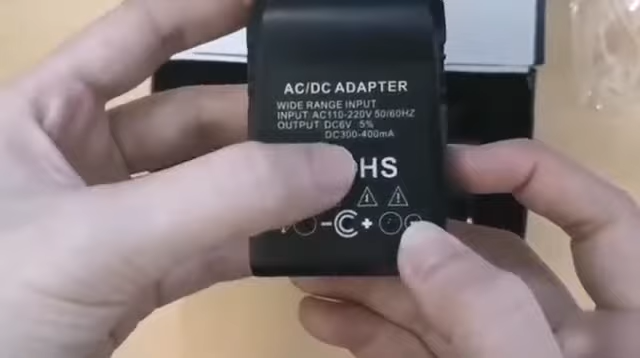 AC/DC ADAPTER
WIDE RANGE INPUT
INPUT: AC110-220V 50/60HZ
OUTPUT: DC6V 5%
DC300-400mA
HS